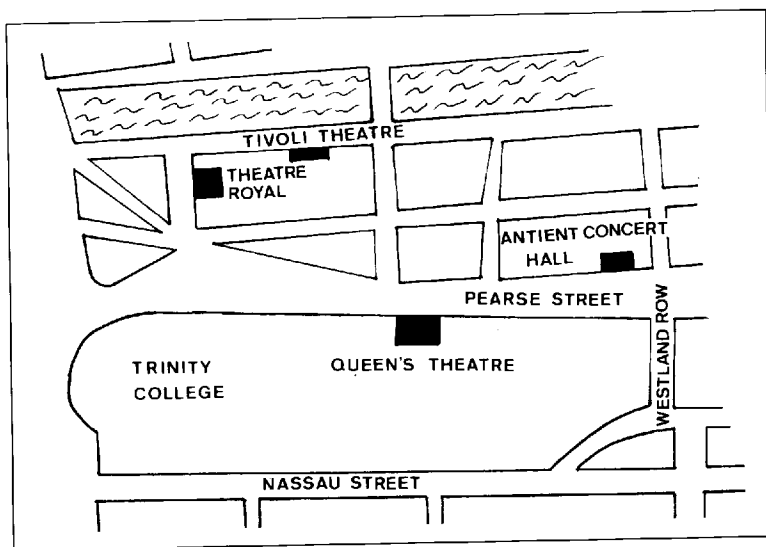 TIVOLI THEATRE
THEATRE
ROYAL
ANTIENT CONCERT
HALL
PEARSE STREET
WESTLAND ROW
TRINITY
COLLEGE
QUEEN'S THEATRE
NASSAU STREET